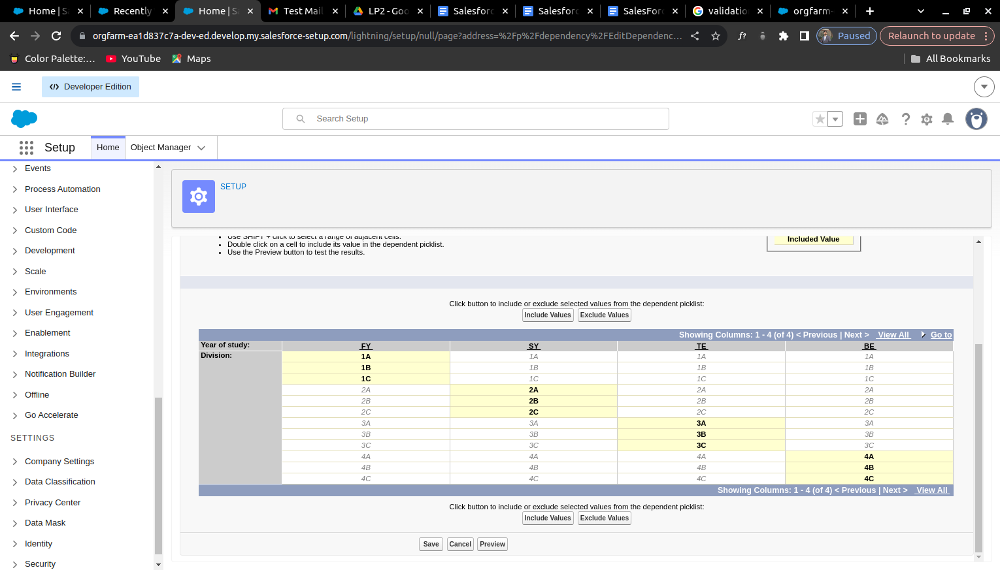 Home | S
Recently
Home | Sa
Test Mail
LP2 - Goo
Salesforc
Salesforc
SalesForc
validatio
orgfarm-
orgfarm-ea1d837c7a-dev-ed.develop.my.salesforce-setup.com/lightning/setup/null/page?address=%2Fp%2Fdependency%2FEditDependenc...
f?
Paused
Relaunch to update
Color Palette:...
YouTube
Maps
All Bookmarks
Developer Edition
Search Setup
Setup
Home
Object Manager
Events
Process Automation
User Interface
Custom Code
Development
Scale
Environments
User Engagement
Enablement
Integrations
Notification Builder
Offline
Go Accelerate
SETTINGS
Company Settings
Data Classification
Privacy Center
Data Mask
Identity
Security
SETUP
• Use SHIFT + click to select a range of adjacent cells.
• Double click on a cell to include its value in the dependent picklist.
• Use the Preview button to test the results.
Included Value
Click button to include or exclude selected values from the dependent picklist:
Include Values Exclude Values
Showing Columns: 1 - 4 (of 4) < Previous | Next > View All Go to
Year of study: FY SY TE BE
Division: 1A 1A 1A 1A
1B 1B 1B 1B
1C 1C 1C 1C
2A 2A 2A 2A
2B 2B 2B 2B
2C 2C 2C 2C
3A 3A 3A 3A
3B 3B 3B 3B
3C 3C 3C 3C
4A 4A 4A 4A
4B 4B 4B 4B
4C 4C 4C 4C
Showing Columns: 1 - 4 (of 4) < Previous | Next > View All
Click button to include or exclude selected values from the dependent picklist:
Include Values Exclude Values
Save Cancel Preview